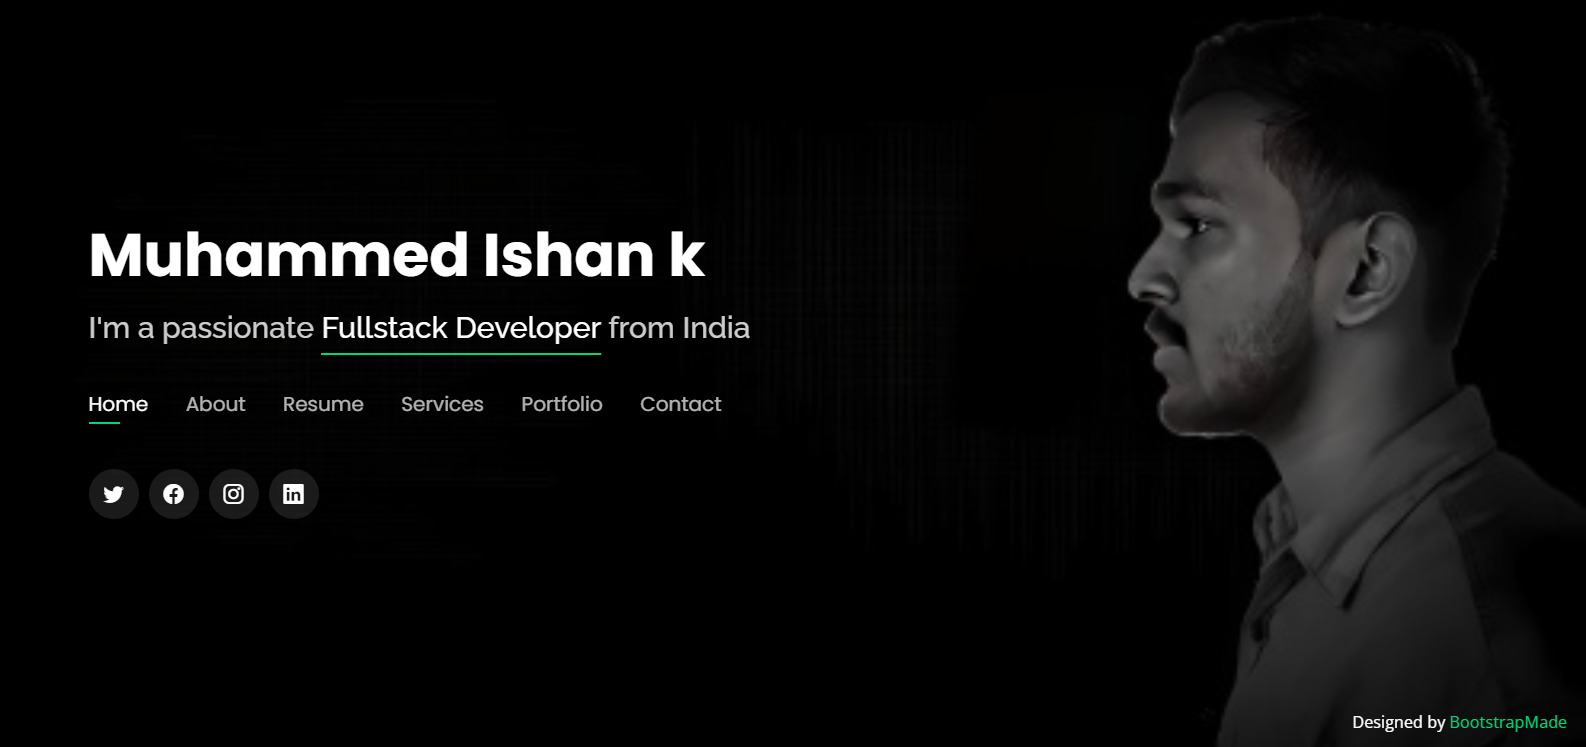 Muhammed Ishan k
I'm a passionate Fullstack Developer from India
Home About Resume Services Portfolio Contact
Designed by BootstrapMade